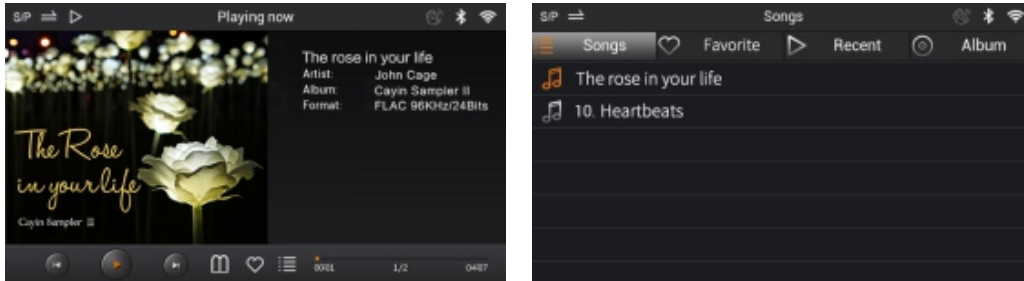 S/P
Playing now
The rose in your life
Artist: John Cage
Album: Cayin Sampler II
Format: FLAC 96KHz/24Bits
The Rose
in your life
Cayin Sampler II
00:01 1/2 04:07
S/P
Songs
Songs Favorite Recent Album
The rose in your life
10. Heartbeats